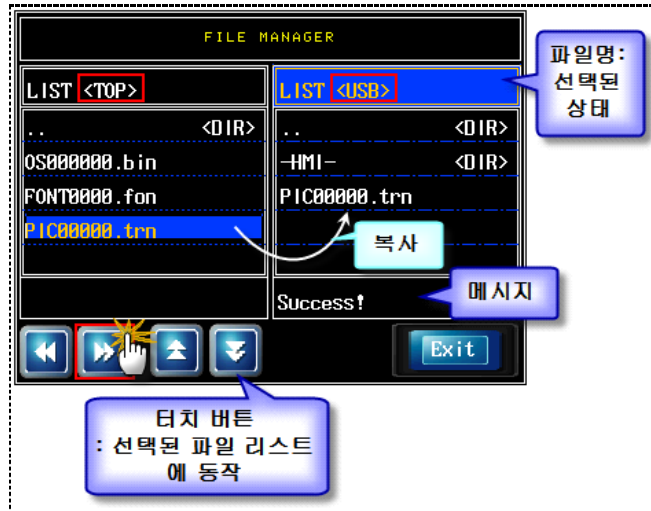 FILE MANAGER
파일명:
선택된
상태
LIST <TOP>
LIST <USB>
.. <DIR>
OS000000.bin
FONT0000.fon
PIC00000.trn
.. <DIR>
-HMI- <DIR>
PIC00000.trn
복사
Success!
메시지
Exit
터치 버튼
: 선택된 파일 리스트
에 동작